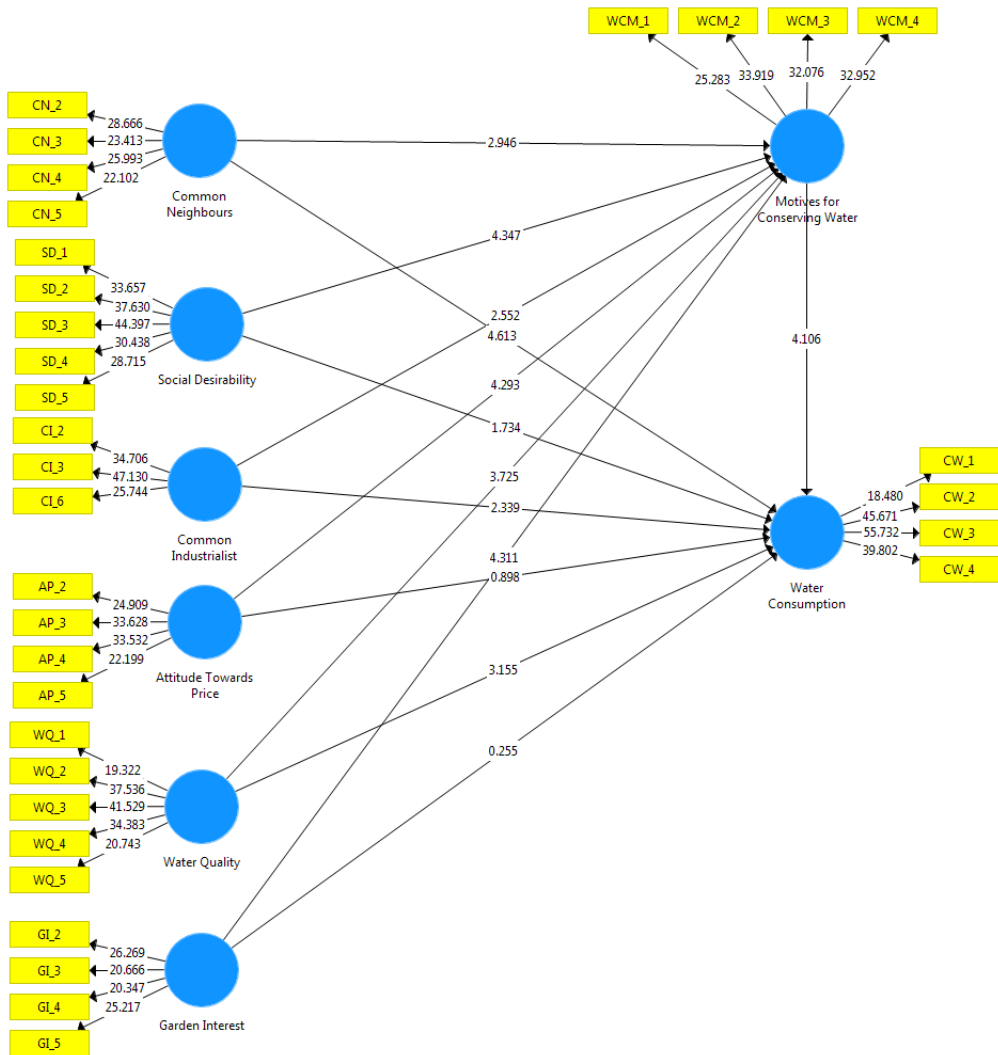 WCM_1
WCM_2
WCM_3
WCM_4
25.283
33.919
32.076
32.952
CN_2
CN_3
CN_4
CN_5
28.666
23.413
25.993
22.102
Common
Neighbours
2.946
Motives for
Conserving Water
SD_1
SD_2
SD_3
SD_4
SD_5
33.657
37.630
44.397
30.438
28.715
Social Desirability
4.347
2.552
4.613
4.106
CI_2
CI_3
CI_6
34.706
47.130
25.744
Common
Industrialist
4.293
1.734
3.725
2.339
CW_1
CW_2
CW_3
CW_4
18.480
45.671
55.732
39.802
Water
Consumption
AP_2
AP_3
AP_4
AP_5
24.909
33.628
33.532
22.199
Attitude Towards
Price
4.311
0.898
3.155
WQ_1
WQ_2
WQ_3
WQ_4
WQ_5
19.322
37.536
41.529
34.383
20.743
Water Quality
0.255
GI_2
GI_3
GI_4
GI_5
26.269
20.666
20.347
25.217
Garden Interest